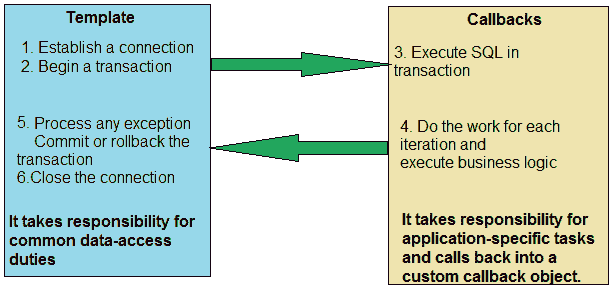 Template
1. Establish a connection
2. Begin a transaction
5. Process any exception
Commit or rollback the
transaction
6.Close the connection
It takes responsibility for
common data-access
duties
Callbacks
3. Execute SQL in
transaction
4. Do the work for each
iteration and
execute business logic
It takes responsibility for
application-specific tasks
and calls back into a
custom callback object.